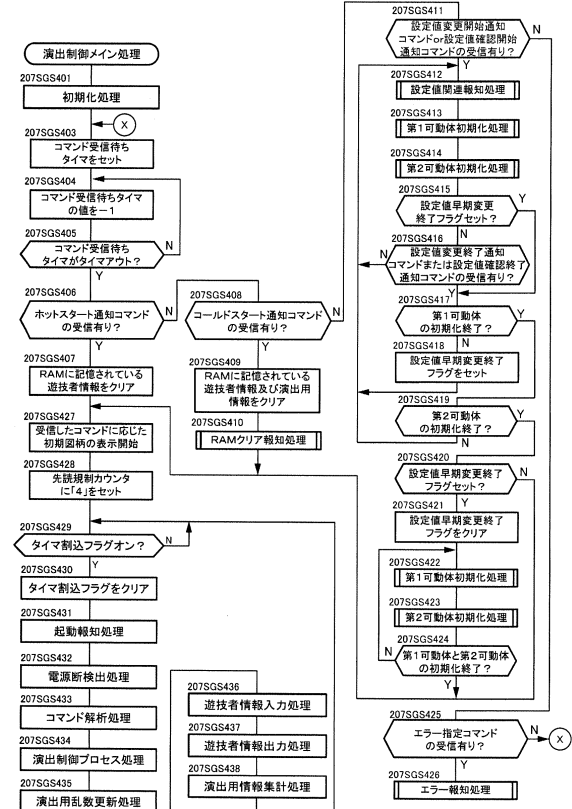 演出制御メイン処理
207SGS401
初期化処理
X
207SGS403
コマンド受信待ち
タイマをセット
207SGS404
コマンド受信待ちタイマ
の値を－1
207SGS405
コマンド受信待ち
タイマがタイムアウト？
N
Y
207SGS406
ホットスタート通知コマンド
の受信有り？
N
Y
207SGS407
RAMに記憶されている
遊技者情報をクリア
207SGS427
受信したコマンドに応じた
初期図柄の表示開始
207SGS428
先読規制カウンタ
に「4」をセット
207SGS429
タイマ割込フラグオン？
N
Y
207SGS430
タイマ割込フラグをクリア
207SGS431
起動報知処理
207SGS432
電源断検出処理
207SGS433
コマンド解析処理
207SGS434
演出制御プロセス処理
207SGS435
演出用乱数更新処理
207SGS408
コールドスタート通知コマンド
の受信有り？
N
Y
207SGS409
RAMに記憶されている
遊技者情報及び演出用
情報をクリア
207SGS410
RAMクリア報知処理
207SGS436
遊技者情報入力処理
207SGS437
遊技者情報出力処理
207SGS438
演出用情報集計処理
207SGS411
設定値変更開始通知
コマンドor設定値確認開始
通知コマンドの受信有り？
N
Y
207SGS412
設定値関連報知処理
207SGS413
第1可動体初期化処理
207SGS414
第2可動体初期化処理
207SGS415
設定値早期変更
終了フラグセット？
Y
N
207SGS416
設定値変更終了通知
コマンドまたは設定値確認終了
通知コマンドの受信有り？
N
Y
207SGS417
第1可動体
の初期化終了？
Y
N
207SGS418
設定値早期変更終了
フラグをセット
207SGS419
第2可動体
の初期化終了？
Y
N
207SGS420
設定値早期変更終了
フラグセット？
N
Y
207SGS421
設定値早期変更終了
フラグをクリア
207SGS422
第1可動体初期化処理
207SGS423
第2可動体初期化処理
207SGS424
第1可動体と第2可動体
の初期化終了？
N
Y
207SGS425
エラー指定コマンド
の受信有り？
N
X
Y
207SGS426
エラー報知処理